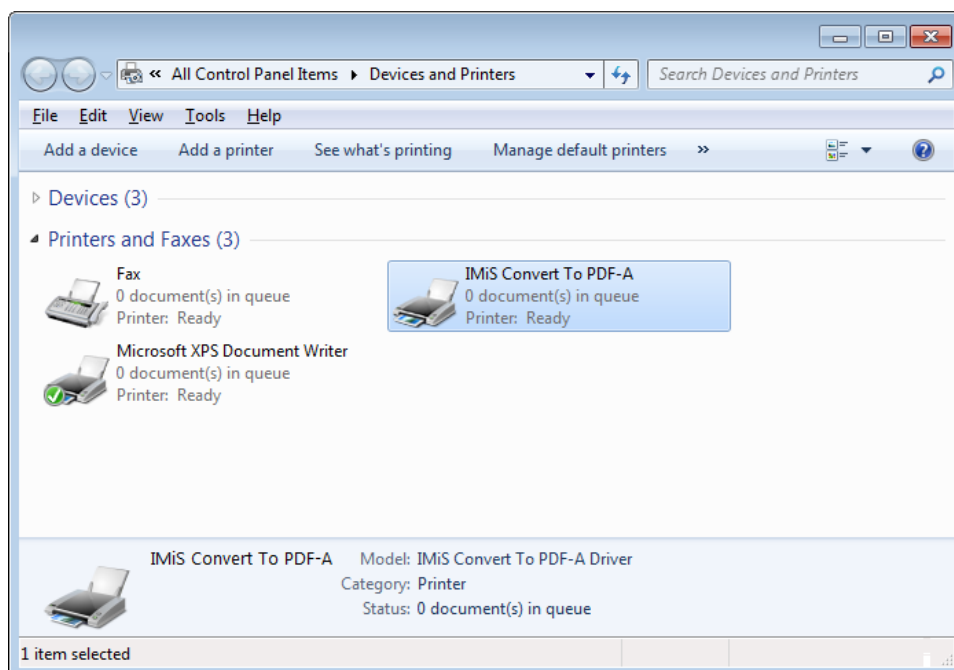 « All Control Panel Items ▸ Devices and Printers Search Devices and Printers
File Edit View Tools Help
Add a device Add a printer See what's printing Manage default printers »
Devices (3)
Printers and Faxes (3)
Fax
0 document(s) in queue
Printer: Ready
IMiS Convert To PDF-A
0 document(s) in queue
Printer: Ready
Microsoft XPS Document Writer
0 document(s) in queue
Printer: Ready
IMiS Convert To PDF-A Model: IMiS Convert To PDF-A Driver
Category: Printer
Status: 0 document(s) in queue
1 item selected